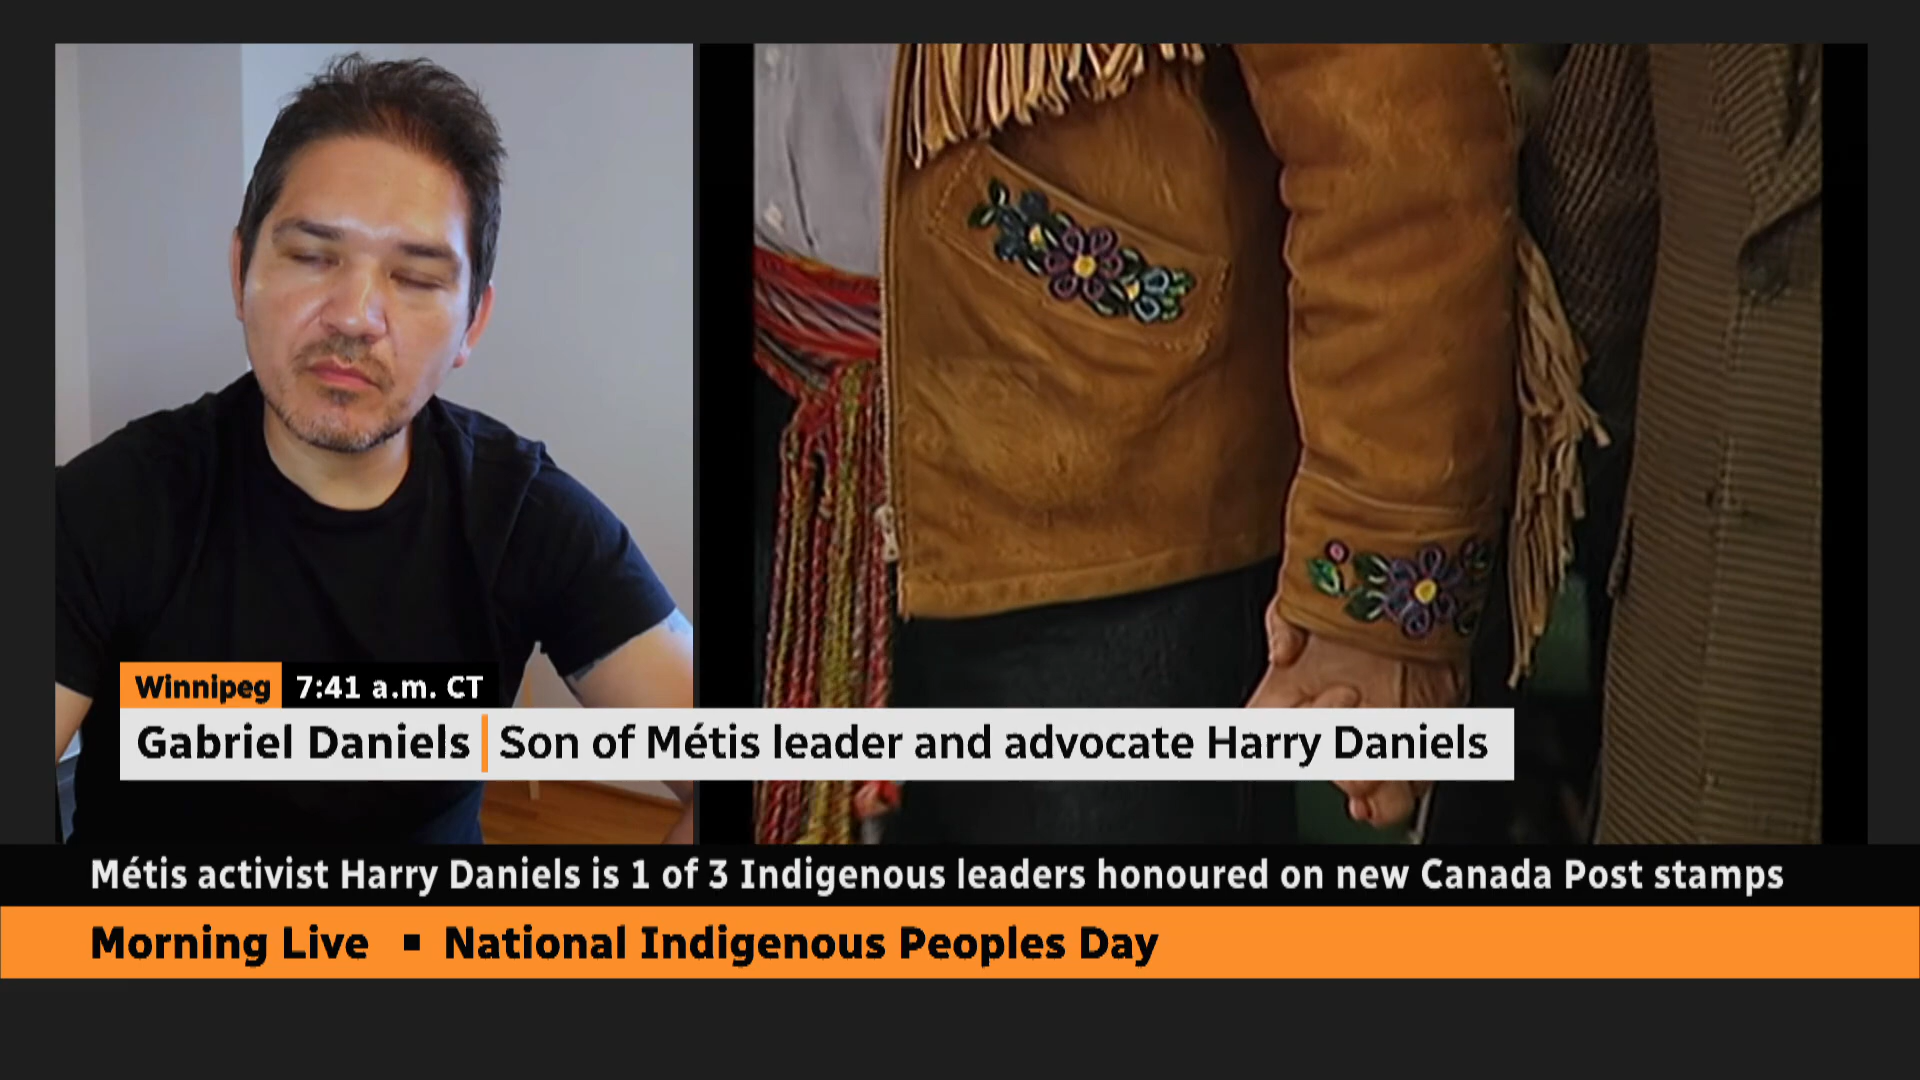 Winnipeg 7:41 a.m. CT
Gabriel Daniels Son of Métis leader and advocate Harry Daniels
Métis activist Harry Daniels is 1 of 3 Indigenous leaders honoured on new Canada Post stamps
Morning Live ▪ National Indigenous Peoples Day